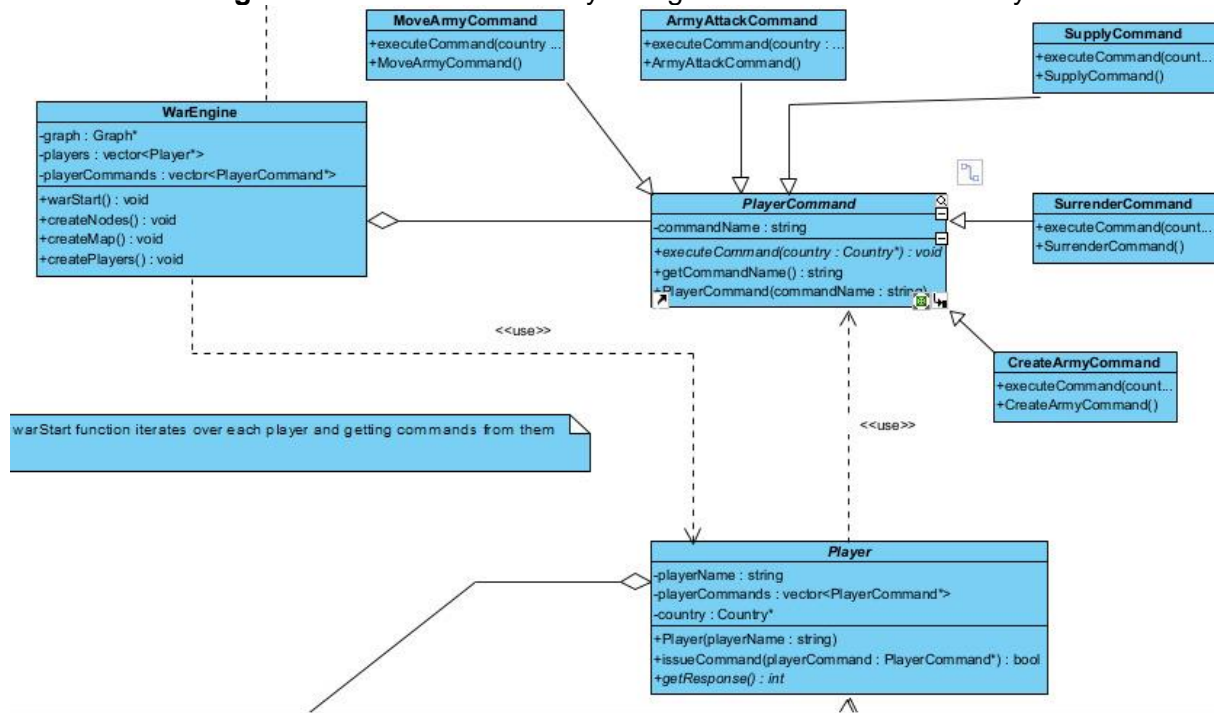 MoveArmyCommand
+executeCommand(country ...
+MoveArmyCommand()
ArmyAttackCommand
+executeCommand(country : ...
+ArmyAttackCommand()
SupplyCommand
+executeCommand(count...
+SupplyCommand()
WarEngine
-graph : Graph*
-players : vector<Player*>
-playerCommands : vector<PlayerCommand*>
+warStart() : void
+createNodes() : void
+createMap() : void
+createPlayers() : void
PlayerCommand
-commandName : string
+executeCommand(country : Country*) : void
+getCommandName() : string
+PlayerCommand(commandName : string)
SurrenderCommand
+executeCommand(count...
+SurrenderCommand()
<<use>>
CreateArmyCommand
+executeCommand(count...
+CreateArmyCommand()
warStart function iterates over each player and getting commands from them
<<use>>
Player
-playerName : string
-playerCommands : vector<PlayerCommand*>
-country : Country*
+Player(playerName : string)
+issueCommand(playerCommand : PlayerCommand*) : bool
+getResponse() : int